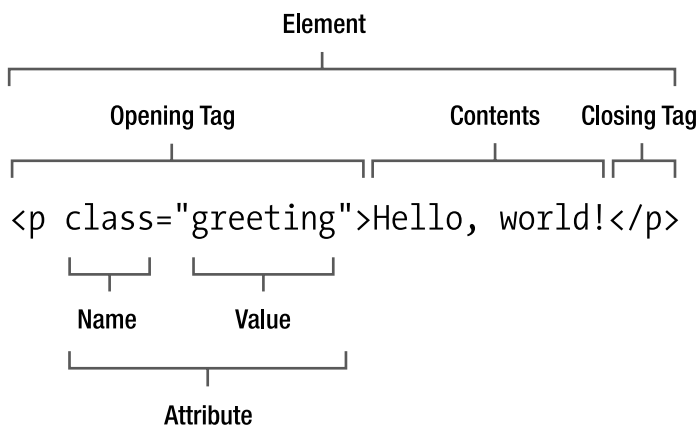 Element
Opening Tag Contents Closing Tag
<p class="greeting">Hello, world!</p>
Name Value
Attribute